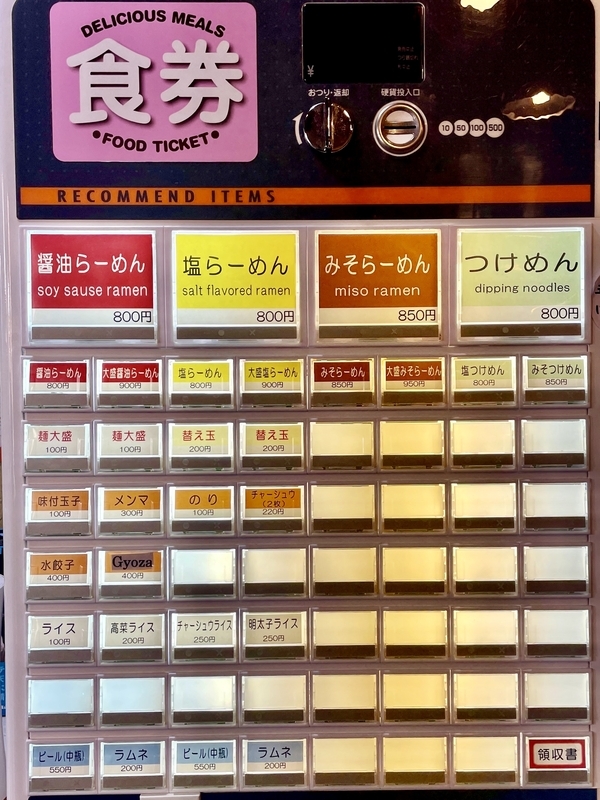 DELICIOUS MEALS
食券
•FOOD TICKET•
¥
おつり・返却
硬貨投入口
10 50 100 500
RECOMMEND ITEMS
醤油らーめん
soy sause ramen
800円
塩らーめん
salt flavored ramen
800円
みそらーめん
miso ramen
850円
つけめん
dipping noodles
800円
醤油らーめん
800円
大盛醤油らーめん
900円
塩らーめん
800円
大盛塩らーめん
900円
みそらーめん
850円
大盛みそらーめん
950円
塩つけめん
800円
みそつけめん
850円
麺大盛
100円
麺大盛
100円
替え玉
200円
替え玉
200円
味付玉子
100円
メンマ
300円
のり
100円
チャーシュウ
(2枚)
220円
水餃子
400円
Gyoza
400円
ライス
100円
高菜ライス
200円
チャーシュウライス
250円
明太子ライス
250円
ビール(中瓶)
550円
ラムネ
200円
ビール(中瓶)
550円
ラムネ
200円
領収書